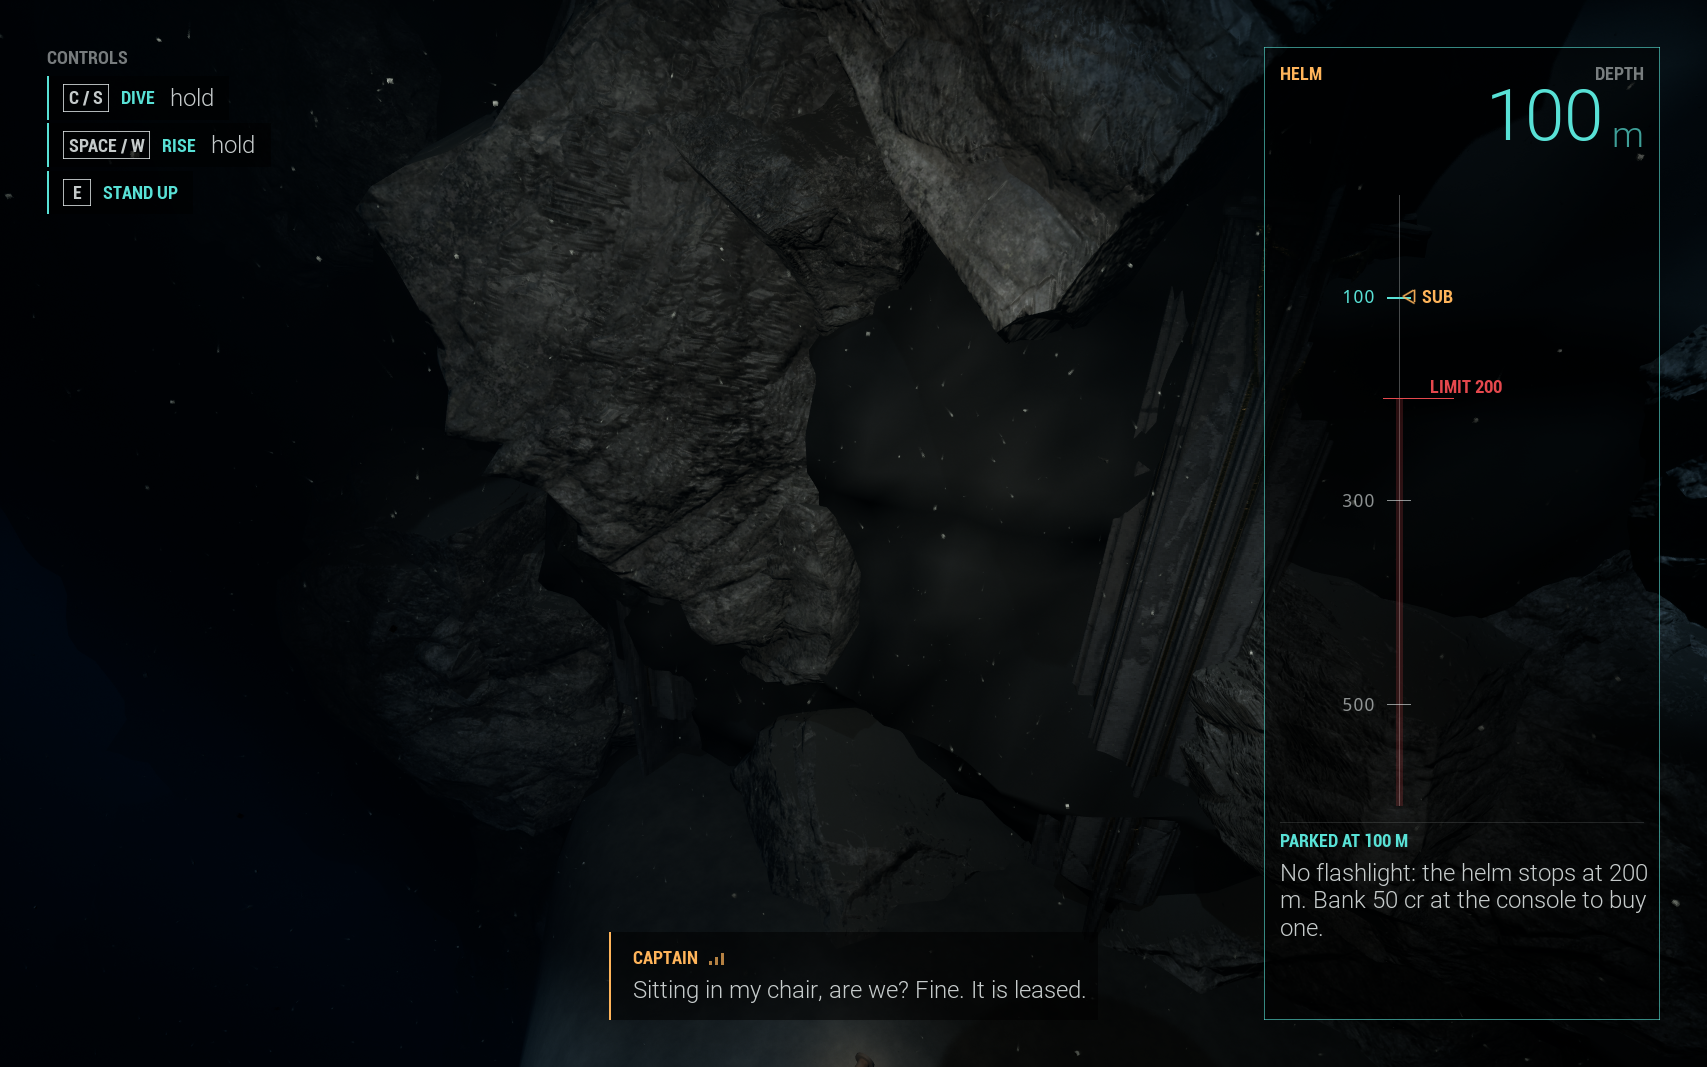 CONTROLS
C / S DIVE hold
SPACE / W RISE hold
E STAND UP
HELM
DEPTH
100 m
100 SUB
LIMIT 200
300
500
PARKED AT 100 M
No flashlight: the helm stops at 200
m. Bank 50 cr at the console to buy
one.
CAPTAIN
Sitting in my chair, are we? Fine. It is leased.